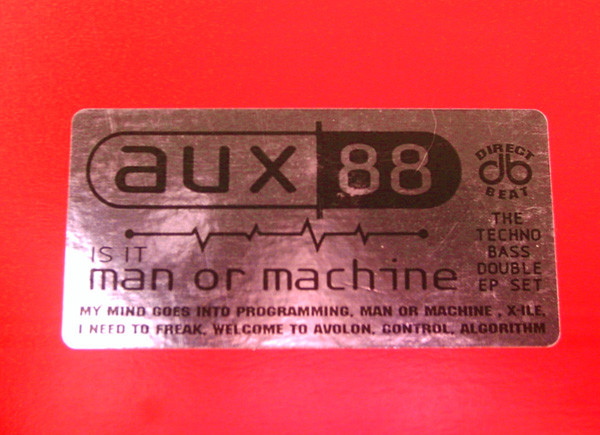 aux 88
DIRECT
db
BEAT
IS IT
man or machine
THE
TECHNO
BASS
DOUBLE
EP SET
MY MIND GOES INTO PROGRAMMING, MAN OR MACHINE , X-ILE,
I NEED TO FREAK, WELCOME TO AVOLON, CONTROL, ALGORITHM